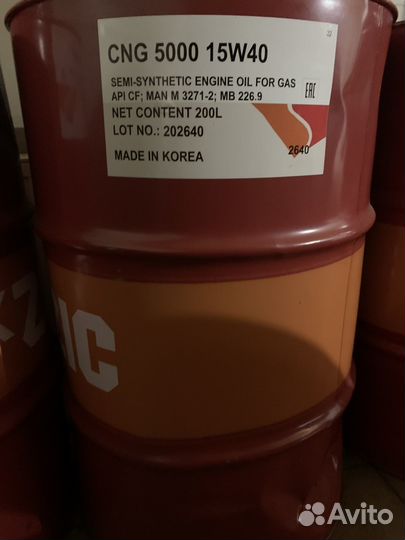 CNG 5000 15W40
SEMI-SYNTHETIC ENGINE OIL FOR GAS
API CF; MAN M 3271-2; MB 226.9
EAC
NET CONTENT 200L
LOT NO.: 202640
2640
MADE IN KOREA
IC
Avito